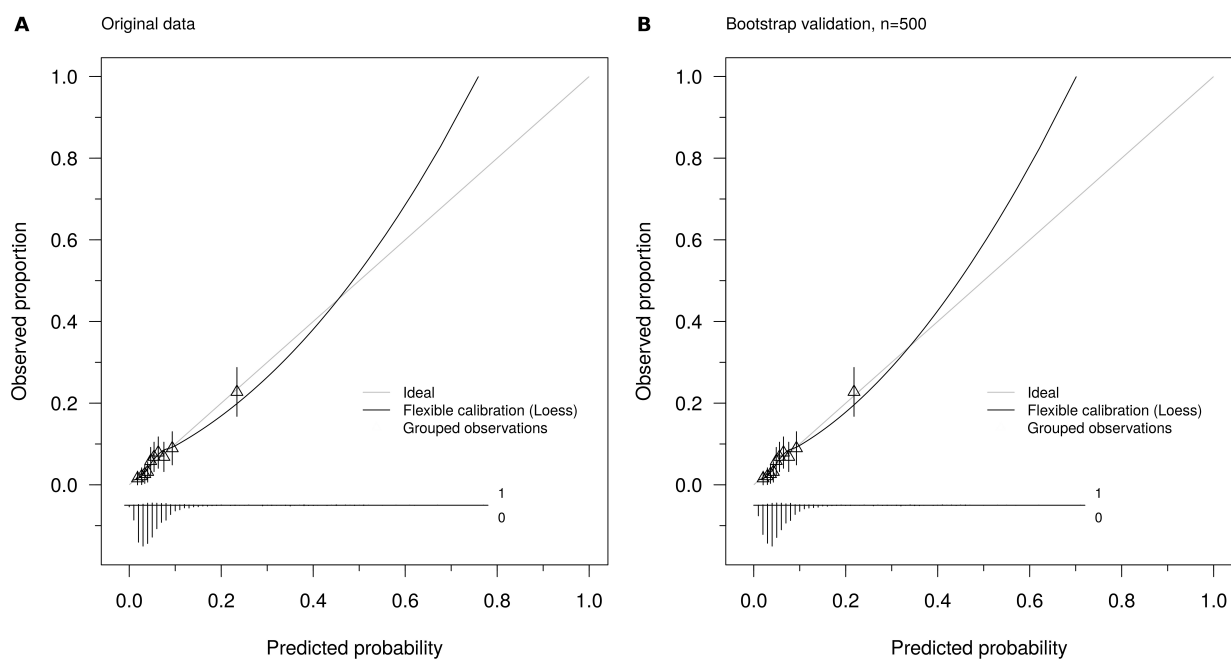 A Original data
1.0
0.8
0.6
0.4
0.2
0.0
Observed proportion
Ideal
Flexible calibration (Loess)
Grouped observations
1
0
0.0 0.2 0.4 0.6 0.8 1.0
Predicted probability
B Bootstrap validation, n=500
1.0
0.8
0.6
0.4
0.2
0.0
Observed proportion
Ideal
Flexible calibration (Loess)
Grouped observations
1
0
0.0 0.2 0.4 0.6 0.8 1.0
Predicted probability